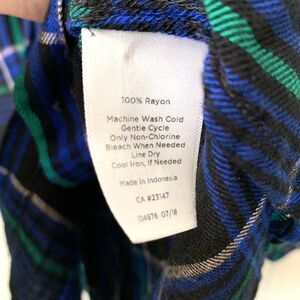 100% Rayon
Machine Wash Cold
Gentle Cycle
Only Non-Chlorine
Bleach When Needed
Line Dry
Cool Iron, If Needed
Made in Indonesia
CA #23147
104976 07/18